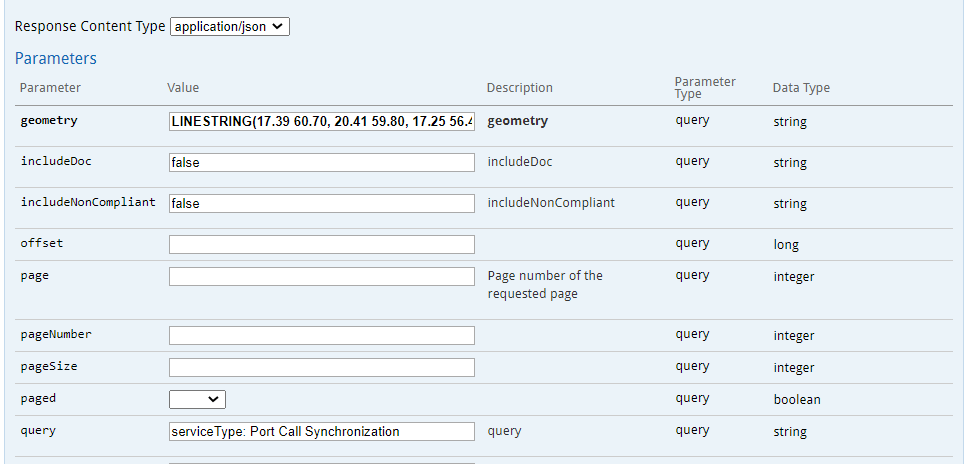 Response Content Type application/json
Parameters
Parameter Value Description Parameter Type Data Type
geometry LINESTRING(17.39 60.70, 20.41 59.80, 17.25 56.4 geometry query string
includeDoc false includeDoc query string
includeNonCompliant false includeNonCompliant query string
offset query long
page Page number of the requested page query integer
pageNumber query integer
pageSize query integer
paged query boolean
query serviceType: Port Call Synchronization query query string